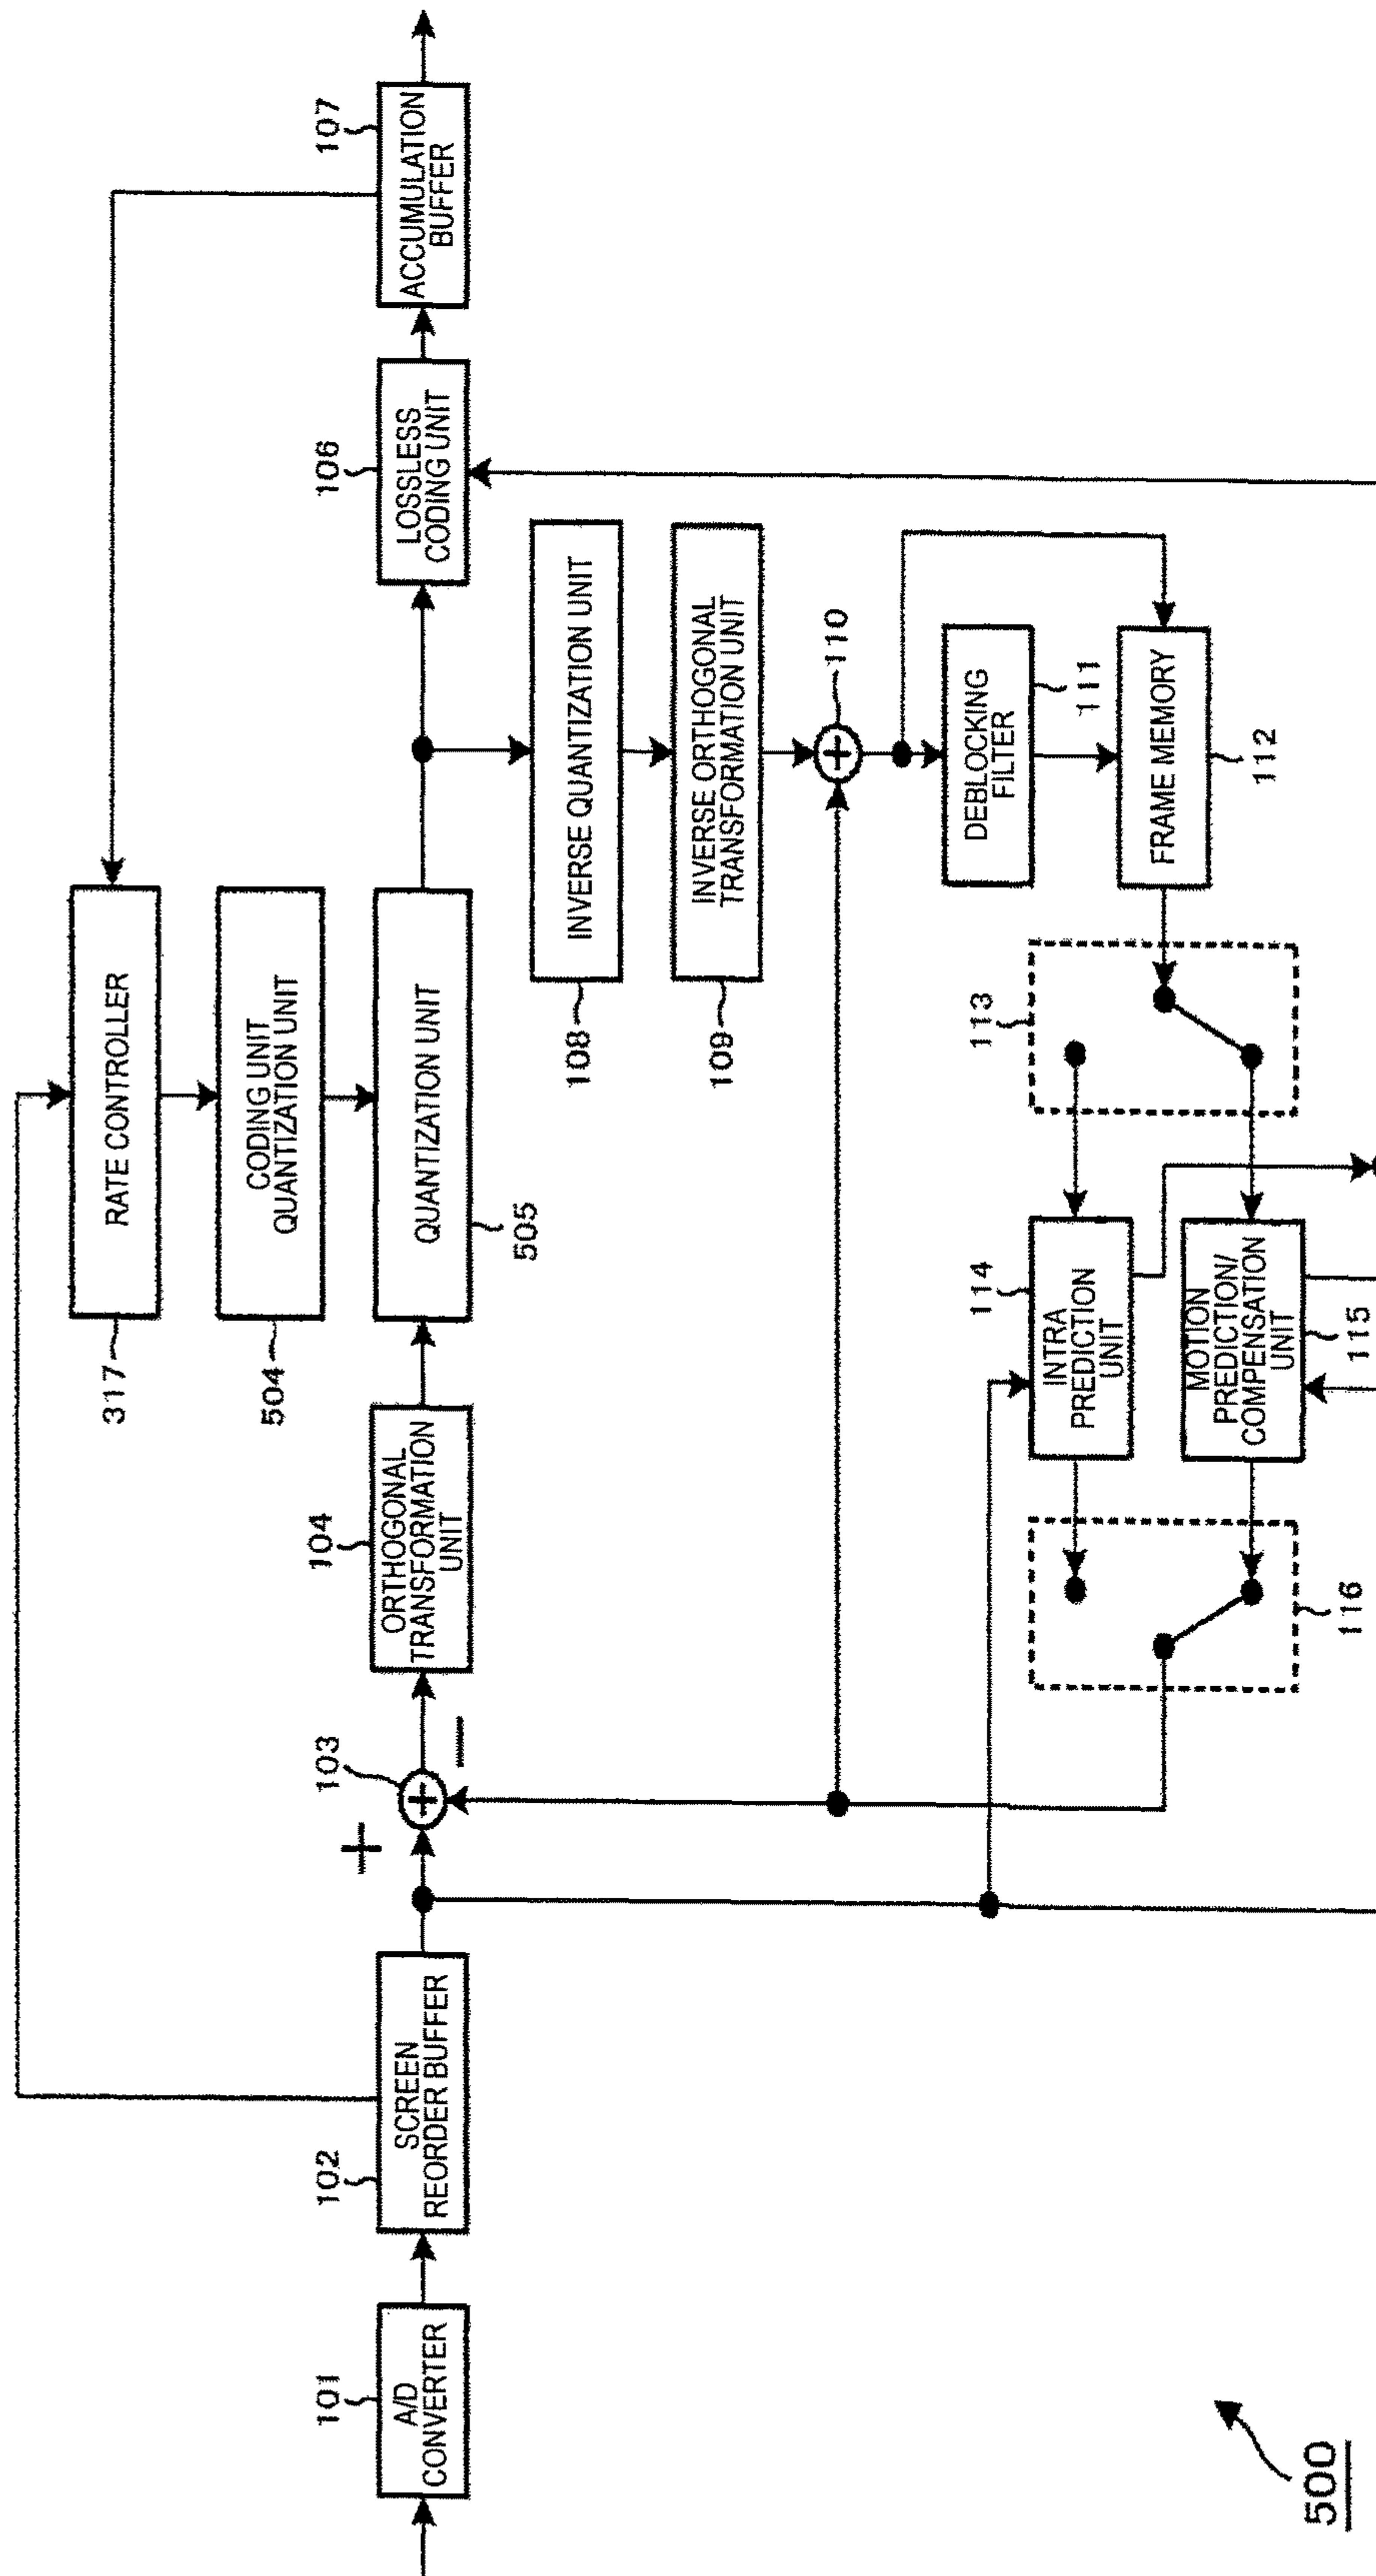 101
A/D
CONVERTER
102
SCREEN
REORDER BUFFER
+
103
+
−
104
ORTHOGONAL
TRANSFORMATION
UNIT
317
RATE CONTROLLER
504
CODING UNIT
QUANTIZATION UNIT
QUANTIZATION UNIT
505
106
LOSSLESS
CODING UNIT
107
ACCUMULATION
BUFFER
108
INVERSE QUANTIZATION UNIT
109
INVERSE ORTHOGONAL
TRANSFORMATION UNIT
+
110
DEBLOCKING
FILTER
111
FRAME MEMORY
112
113
114
INTRA
PREDICTION
UNIT
MOTION
PREDICTION/
COMPENSATION
UNIT
115
116
500